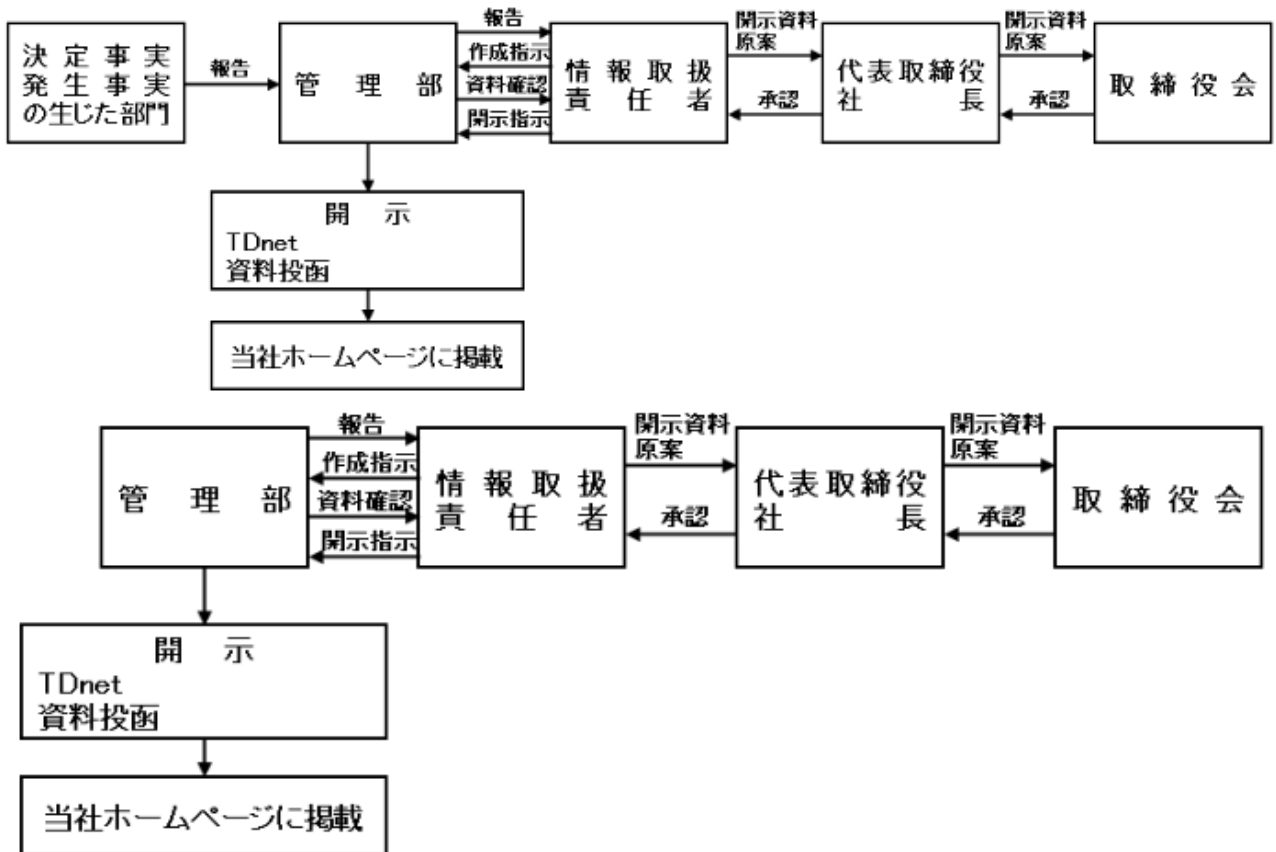 決定事実
発生事実
の生じた部門
報告
管理部
報告
作成指示
資料確認
開示指示
情報取扱
責任者
開示資料
原案
承認
代表取締役
社長
開示資料
原案
承認
取締役会
開示
TDnet
資料投函
当社ホームページに掲載
管理部
報告
作成指示
資料確認
開示指示
情報取扱
責任者
開示資料
原案
承認
代表取締役
社長
開示資料
原案
承認
取締役会
開示
TDnet
資料投函
当社ホームページに掲載